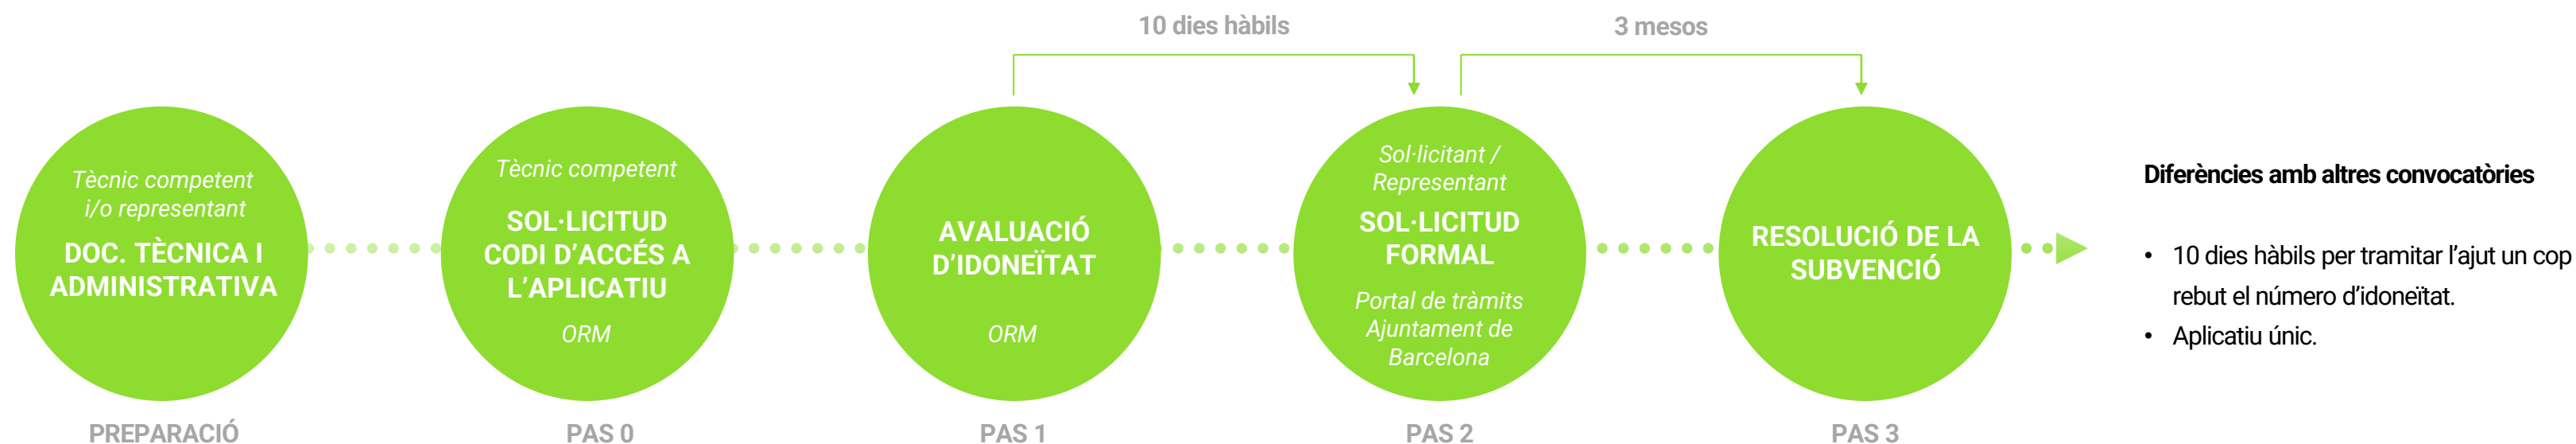 10 dies hàbils
3 mesos
Tècnic competent
i/o representant
DOC. TÈCNICA I
ADMINISTRATIVA
PREPARACIÓ
Tècnic competent
SOL·LICITUD
CODI D’ACCÉS A
L’APLICATIU
ORM
PAS 0
AVALUACIÓ
D’IDONEÏTAT
ORM
PAS 1
Sol·licitant /
Representant
SOL·LICITUD
FORMAL
Portal de tràmits
Ajuntament de
Barcelona
PAS 2
RESOLUCIÓ DE LA
SUBVENCIÓ
PAS 3
Diferències amb altres convocatòries
• 10 dies hàbils per tramitar l’ajut un cop
rebut el número d’idoneïtat.
• Aplicatiu únic.